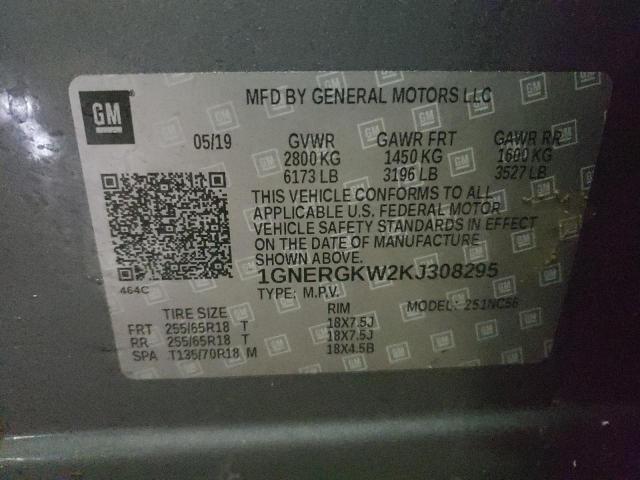 GM
MFD BY GENERAL MOTORS LLC
05/19 GVWR GAWR FRT GAWR RR
2800 KG 1450 KG 1600 KG
6173 LB 3196 LB 3527 LB
THIS VEHICLE CONFORMS TO ALL
APPLICABLE U.S. FEDERAL MOTOR
VEHICLE SAFETY STANDARDS IN EFFECT
ON THE DATE OF MANUFACTURE
SHOWN ABOVE.
1GNERGKW2KJ308295
464C
TYPE: M.P.V. MODEL: 251NC56
TIRE SIZE RIM
FRT 255/65R18 T 18X7.5J
RR 255/65R18 T 18X7.5J
SPA T135/70R18 M 18X4.5B